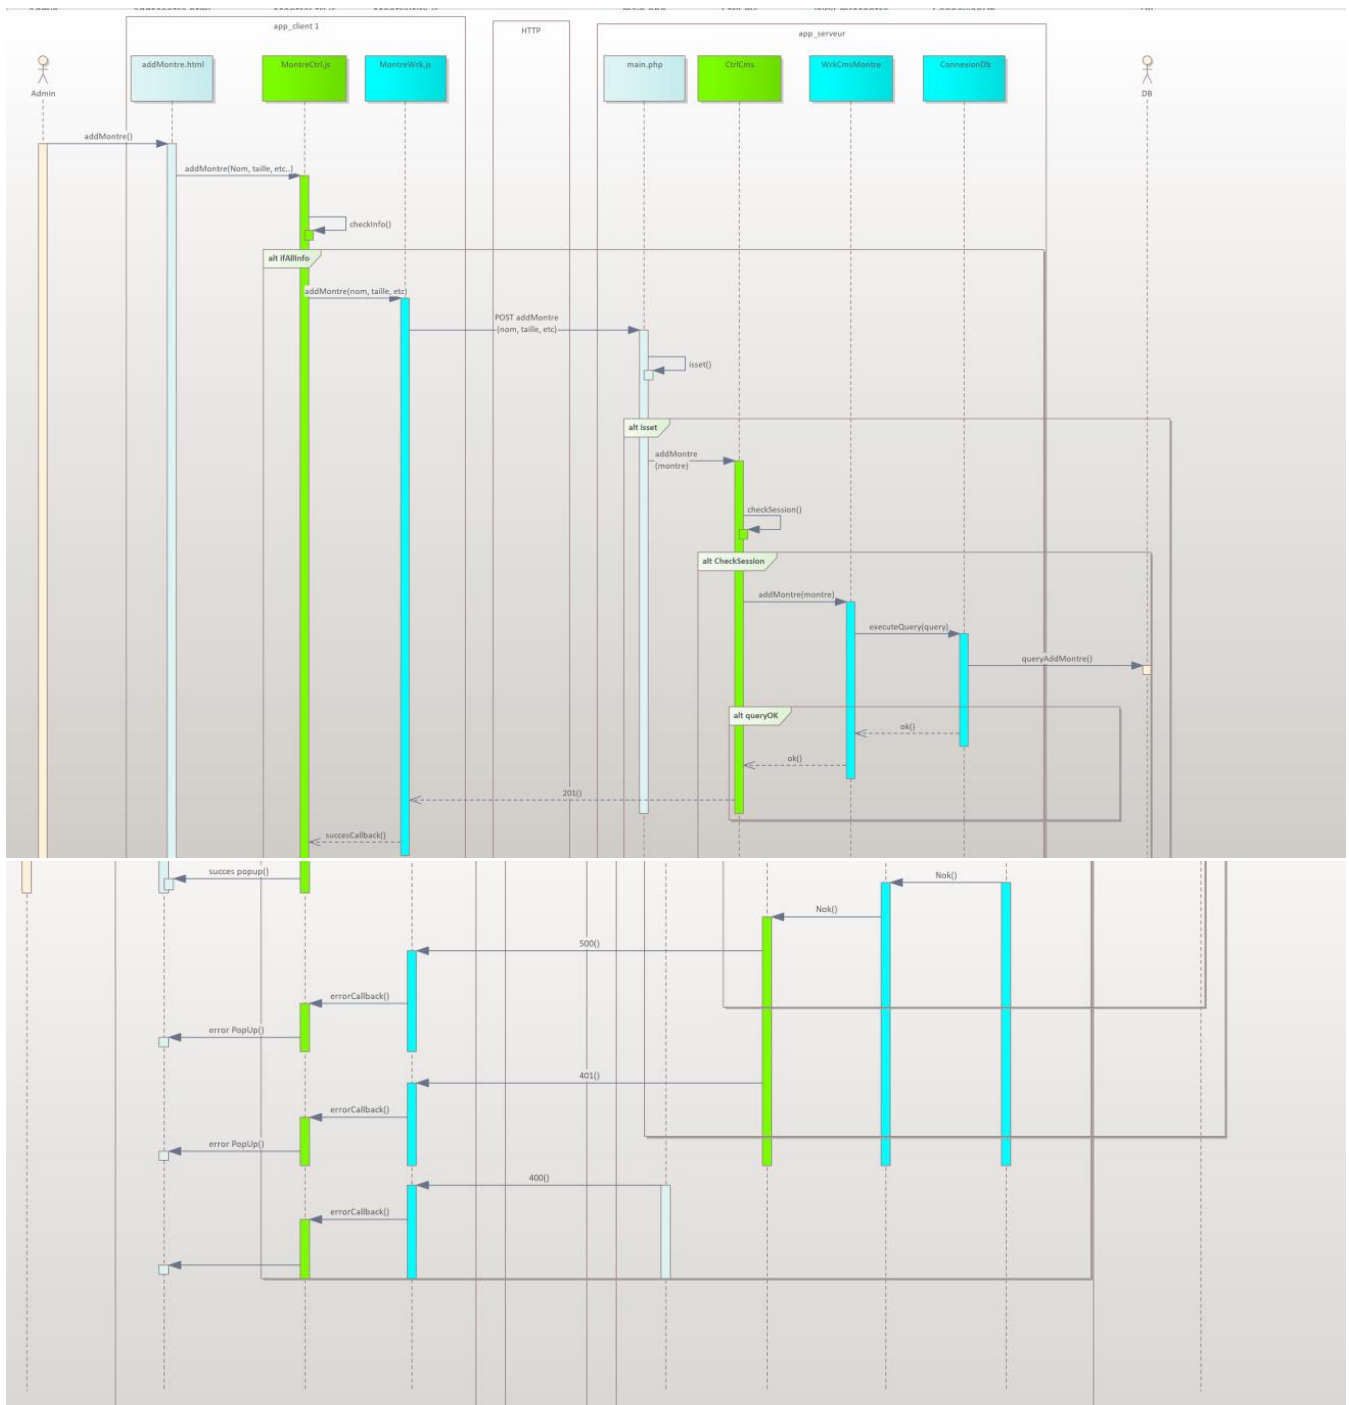 app_client 1
HTTP
app_serveur
addMontre.html
MontreCtrl.js
MontreWrk.js
main.php
CtrlCms
WrkCmsMontre
ConnexionDb
Admin
DB
addMontre()
addMontre(Nom, taille, etc..)
checkInfo()
alt ifAllInfo
addMontre(nom, taille, etc)
POST addMontre
(nom, taille, etc)
isset()
alt Isset
addMontre
(montre)
checkSession()
alt CheckSession
addMontre(montre)
executeQuery(query)
queryAddMontre()
alt queryOK
ok()
ok()
201()
succesCallback()
succes popup()
Nok()
Nok()
500()
errorCallback()
error PopUp()
401()
errorCallback()
error PopUp()
400()
errorCallback()